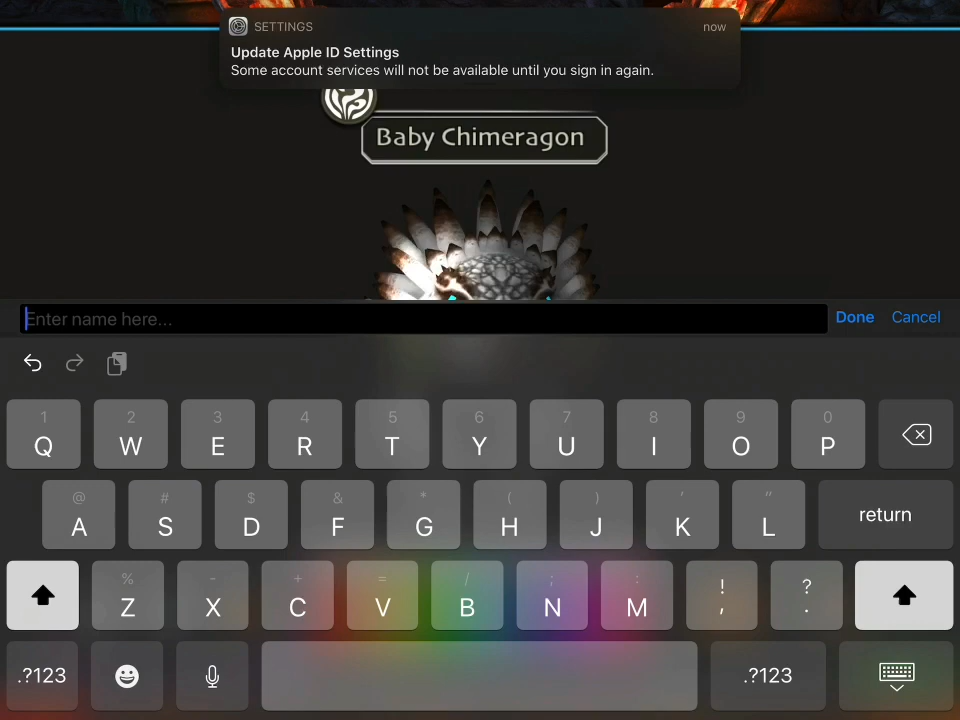 SETTINGS now
Update Apple ID Settings
Some account services will not be available until you sign in again.
Baby Chimeragon
Enter name here... Done Cancel
1 2 3 4 5 6 7 8 9 0
Q W E R T Y U I O P
@ # $ & * ( ) ' "
A S D F G H J K L return
% - + = / ; : ! ?
Z X C V B N M , .
.?123 .?123